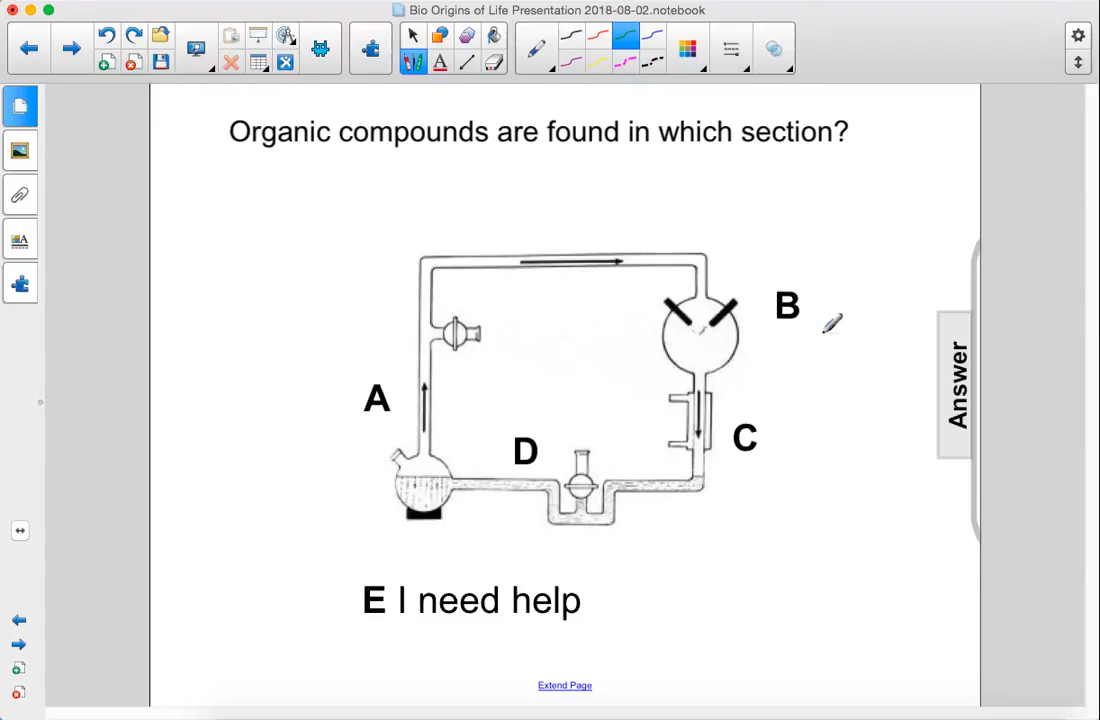 Bio Origins of Life Presentation 2018-08-02.notebook
Organic compounds are found in which section?
B
A
Answer
D
C
E I need help
Extend Page